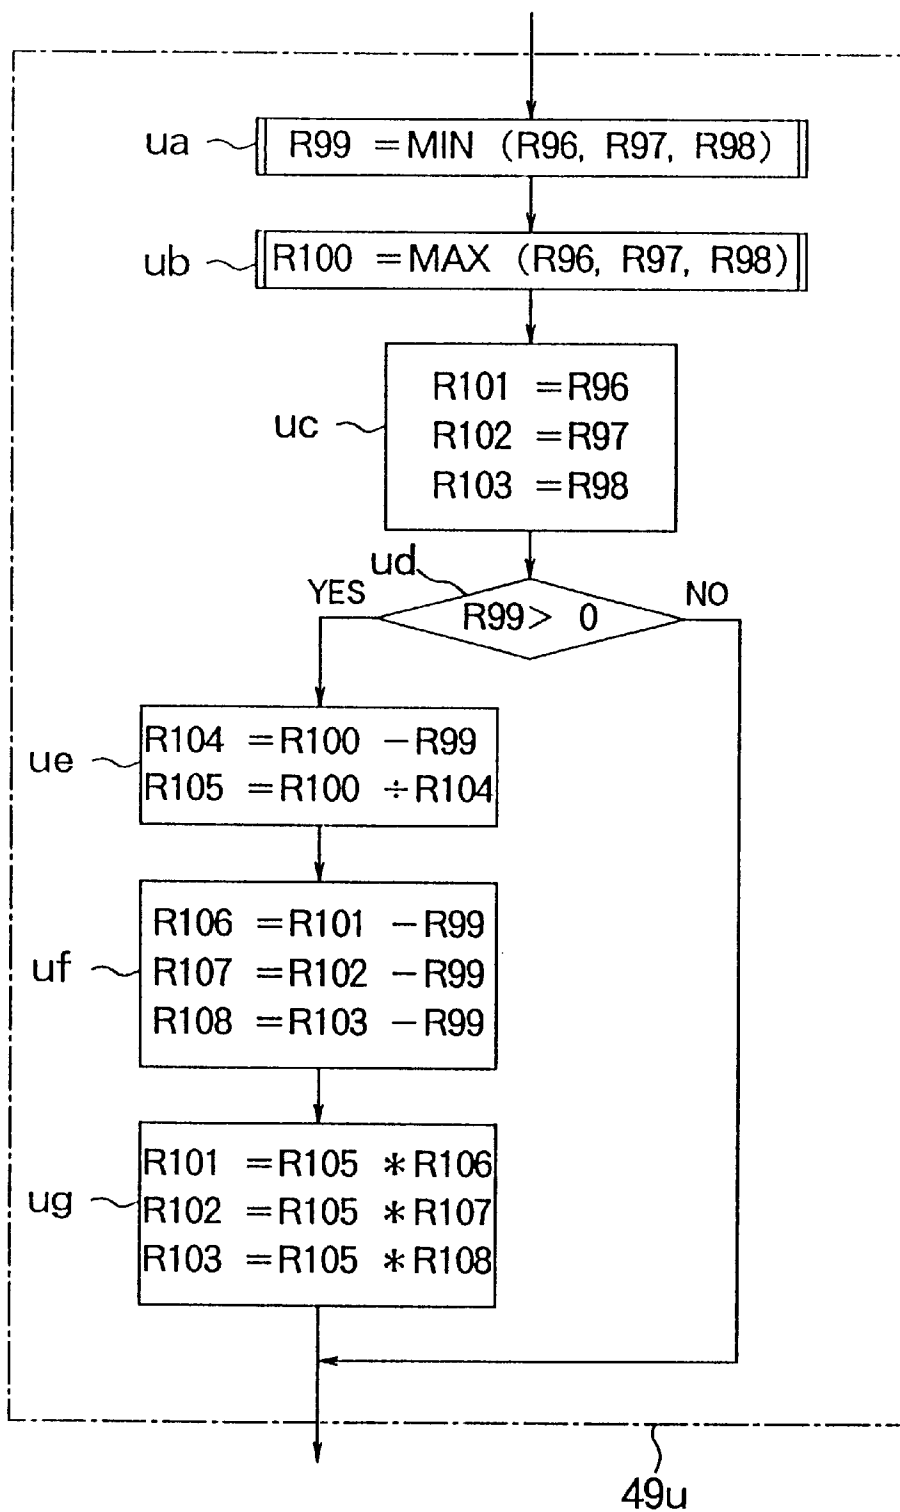 ua
R99 =MIN (R96, R97, R98)
ub
R100 =MAX (R96, R97, R98)
uc
R101 =R96
R102 =R97
R103 =R98
ud
YES
NO
R99> 0
ue
R104 =R100 -R99
R105 =R100 ÷R104
uf
R106 =R101 -R99
R107 =R102 -R99
R108 =R103 -R99
ug
R101 =R105 *R106
R102 =R105 *R107
R103 =R105 *R108
49u